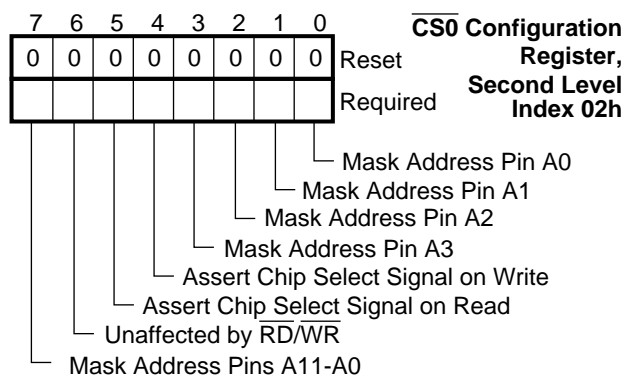 7 6 5 4 3 2 1 0
C̅S̅0̅ Configuration
Register,
Second Level
Index 02h
0 0 0 0 0 0 0 0 Reset
Required
Mask Address Pin A0
Mask Address Pin A1
Mask Address Pin A2
Mask Address Pin A3
Assert Chip Select Signal on Write
Assert Chip Select Signal on Read
Unaffected by R̅D̅/W̅R̅
Mask Address Pins A11-A0